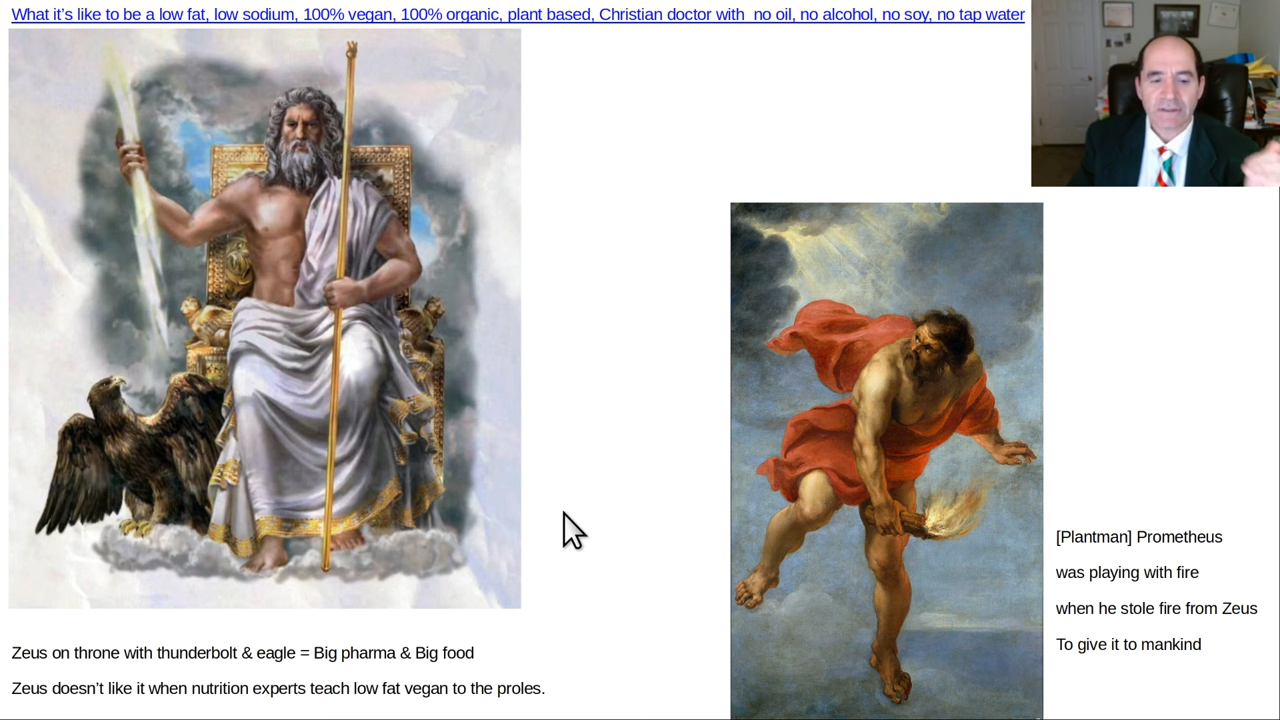 What it’s like to be a low fat, low sodium, 100% vegan, 100% organic, plant based, Christian doctor with  no oil, no alcohol, no soy, no tap water
[Plantman] Prometheus
was playing with fire
when he stole fire from Zeus
To give it to mankind
Zeus on throne with thunderbolt & eagle = Big pharma & Big food
Zeus doesn’t like it when nutrition experts teach low fat vegan to the proles.